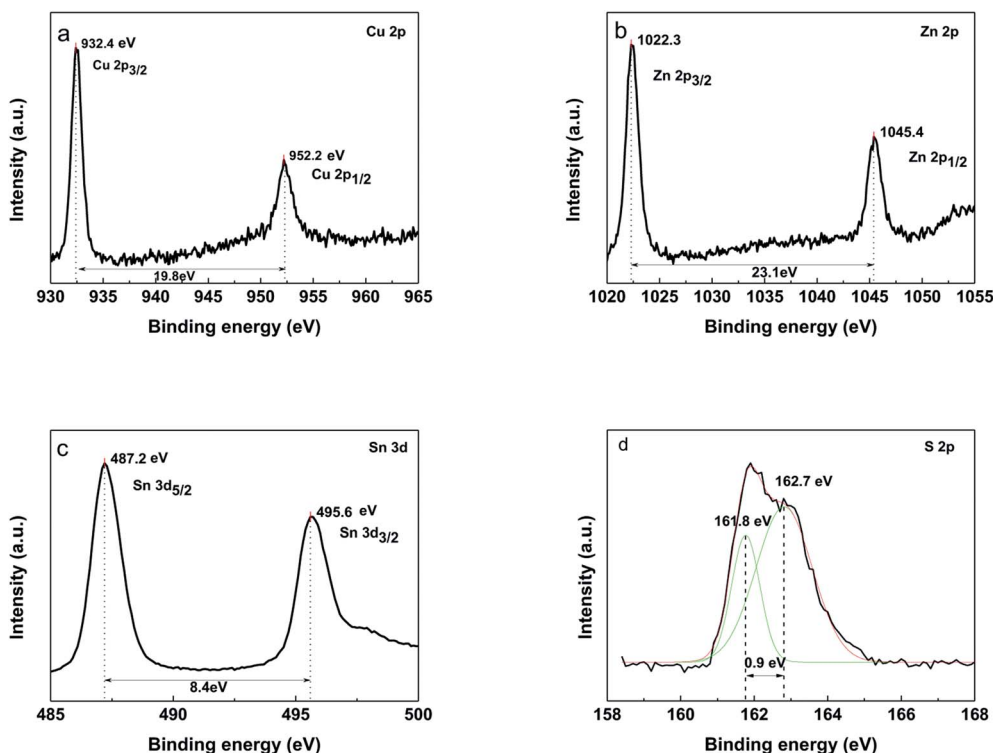 a
Cu 2p
932.4 eV
Cu 2p3/2
952.2 eV
Cu 2p1/2
19.8eV
930 935 940 945 950 955 960 965
Binding energy (eV)
Intensity (a.u.)
b
Zn 2p
1022.3
Zn 2p3/2
1045.4
Zn 2p1/2
23.1eV
1020 1025 1030 1035 1040 1045 1050 1055
Binding energy (eV)
Intensity (a.u.)
c
Sn 3d
487.2 eV
Sn 3d5/2
495.6 eV
Sn 3d3/2
8.4eV
485 490 495 500
Binding energy (eV)
Intensity (a.u.)
d
S 2p
162.7 eV
161.8 eV
0.9 eV
158 160 162 164 166 168
Binding energy (eV)
Intensity (a.u.)